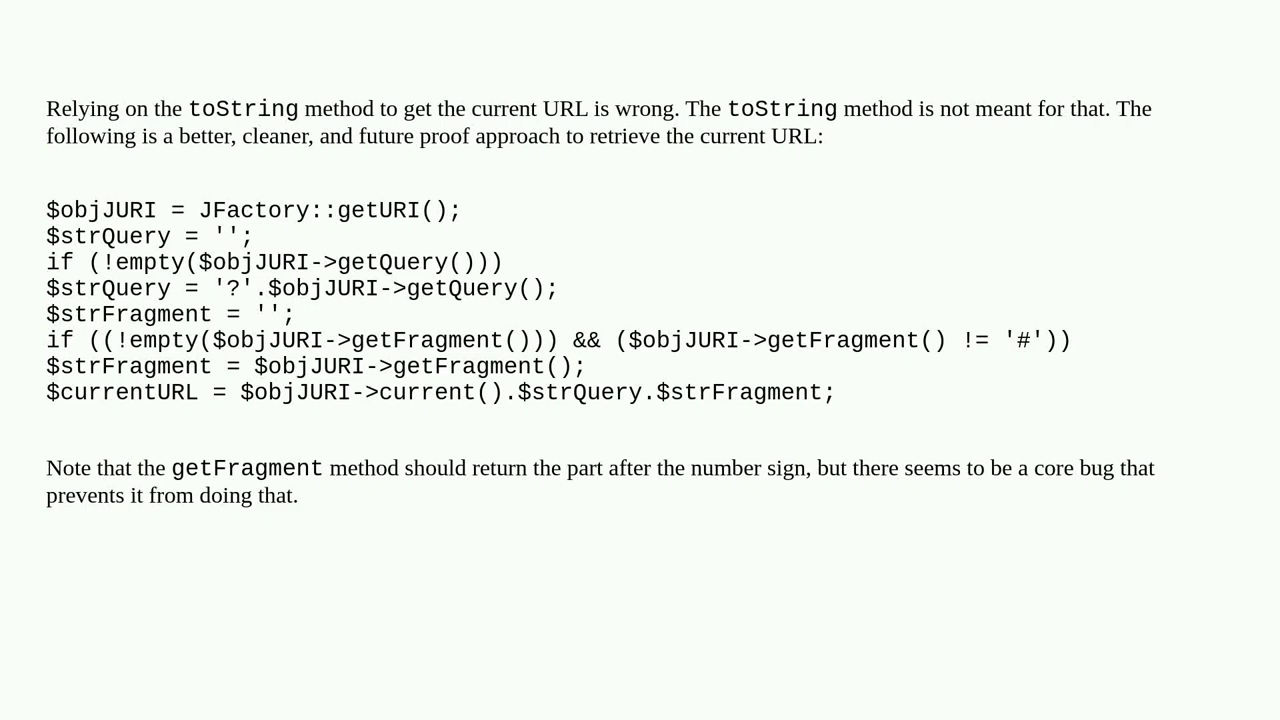 Relying on the toString method to get the current URL is wrong. The toString method is not meant for that. The
following is a better, cleaner, and future proof approach to retrieve the current URL:
$objJURI = JFactory::getURI();
$strQuery = '';
if (!empty($objJURI->getQuery()))
$strQuery = '?'.$objJURI->getQuery();
$strFragment = '';
if ((!empty($objJURI->getFragment())) && ($objJURI->getFragment() != '#'))
$strFragment = $objJURI->getFragment();
$currentURL = $objJURI->current().$strQuery.$strFragment;
Note that the getFragment method should return the part after the number sign, but there seems to be a core bug that
prevents it from doing that.